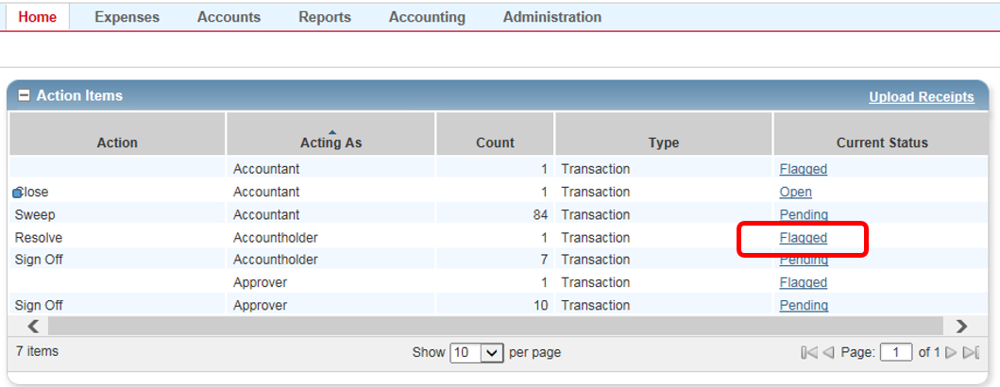 Home Expenses Accounts Reports Accounting Administration
Action Items Upload Receipts
Action Acting As Count Type Current Status
Accountant 1 Transaction Flagged
Close Accountant 1 Transaction Open
Sweep Accountant 84 Transaction Pending
Resolve Accountholder 1 Transaction Flagged
Sign Off Accountholder 7 Transaction Pending
Approver 1 Transaction Flagged
Sign Off Approver 10 Transaction Pending
7 items Show 10 per page Page: 1 of 1